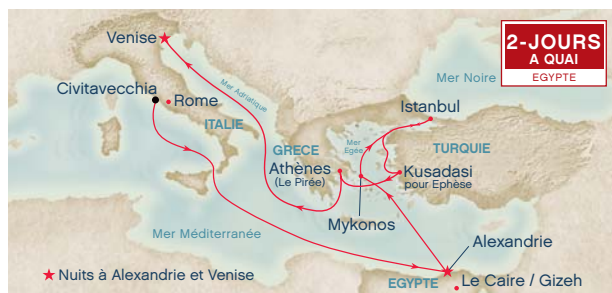 2-JOURS
A QUAI
EGYPTE
Venise
Mer Adriatique
Mer Noire
Civitavecchia
Rome
Istanbul
ITALIE
GRECE
Mer
Egée
TURQUIE
Athènes
(Le Pirée)
Kusadasi
pour Ephèse
Mykonos
Mer Méditerranée
Alexandrie
Nuits à Alexandrie et Venise
EGYPTE
Le Caire / Gizeh